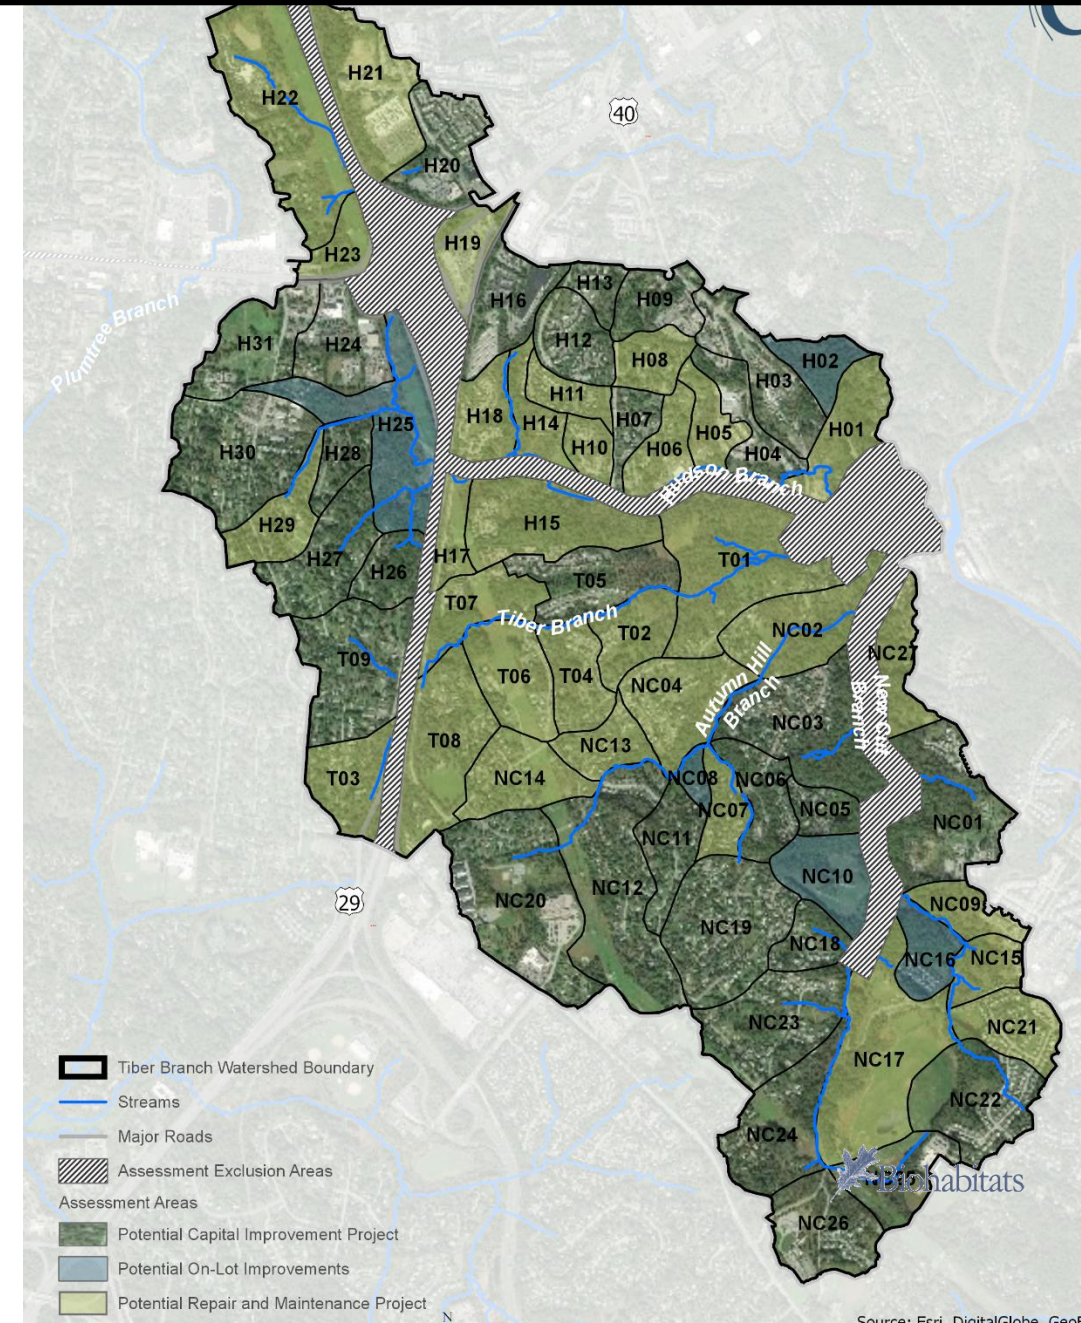 H21
H22
40
H20
H19
H23
H13
H16
H09
Plumtree Branch
H12
H31
H24
H08
H02
H03
H11
H18
H14
H07
H25
H05
H01
H10
H06
H04
H30
H28
Hudson Branch
H29
H15
H27
H17
T01
H26
T05
T07
Tiber Branch
T02
NC02
T09
NC27
T06
T04
NC04
Autumn Hill
Branch
New Cut
Branch
NC03
T08
NC13
T03
NC14
NC08
NC06
NC07
NC05
NC01
NC11
NC10
NC12
29
NC20
NC09
NC19
NC18
NC16
NC15
NC23
NC21
NC17
Tiber Branch Watershed Boundary
NC22
Streams
NC24
Major Roads
Assessment Exclusion Areas
Biohabitats
Assessment Areas
NC26
Potential Capital Improvement Project
Potential On-Lot Improvements
Potential Repair and Maintenance Project
N
Source: Esri, DigitalGlobe,